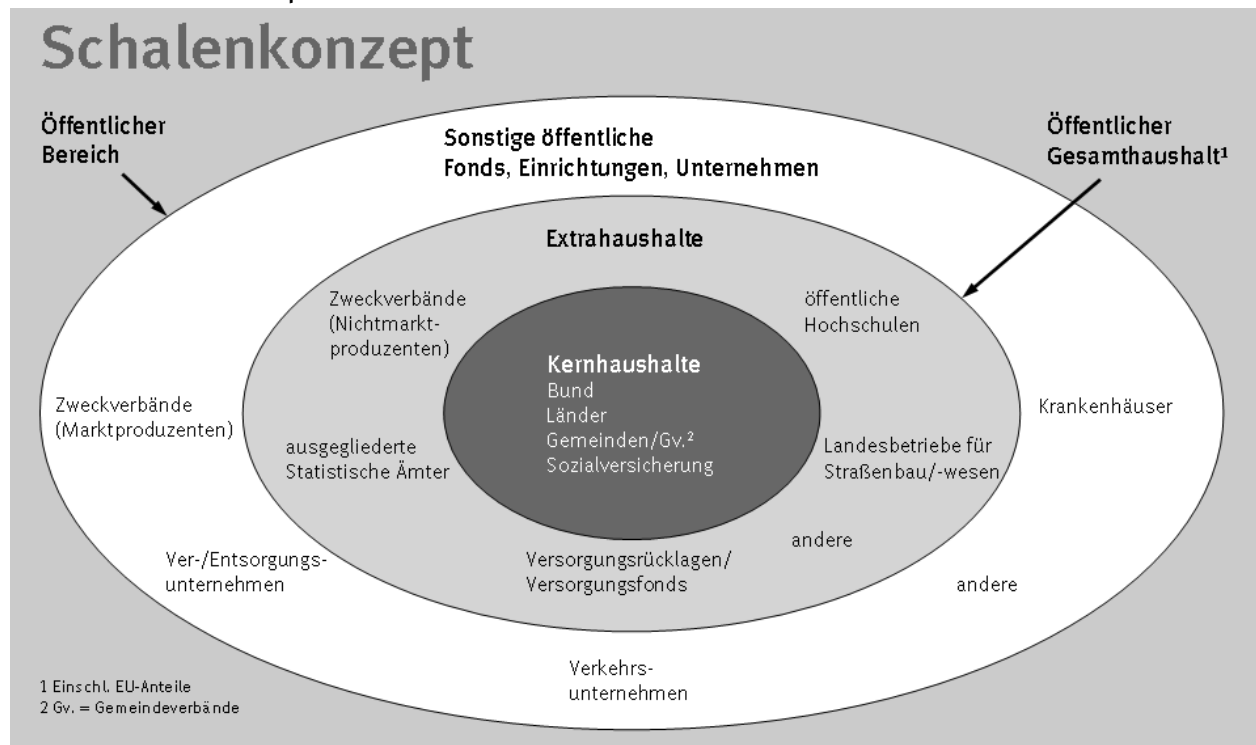 Schalenkonzept
Öffentlicher
Bereich
Sonstige öffentliche
Fonds, Einrichtungen, Unternehmen
Öffentlicher
Gesamthaushalt¹
Extrahaushalte
Zweckverbände
(Nichtmarkt-
produzenten)
öffentliche
Hochschulen
Kernhaushalte
Bund
Länder
Gemeinden/Gv.²
Sozialversicherung
Zweckverbände
(Marktproduzenten)
ausgegliederte
Statistische Ämter
Landesbetriebe für
Straßenbau/-wesen
Krankenhäuser
Ver-/Entsorgungs-
unternehmen
Versorgungsrücklagen/
Versorgungsfonds
andere
andere
Verkehrs-
unternehmen
1 Einschl. EU-Anteile
2 Gv. = Gemeindeverbände